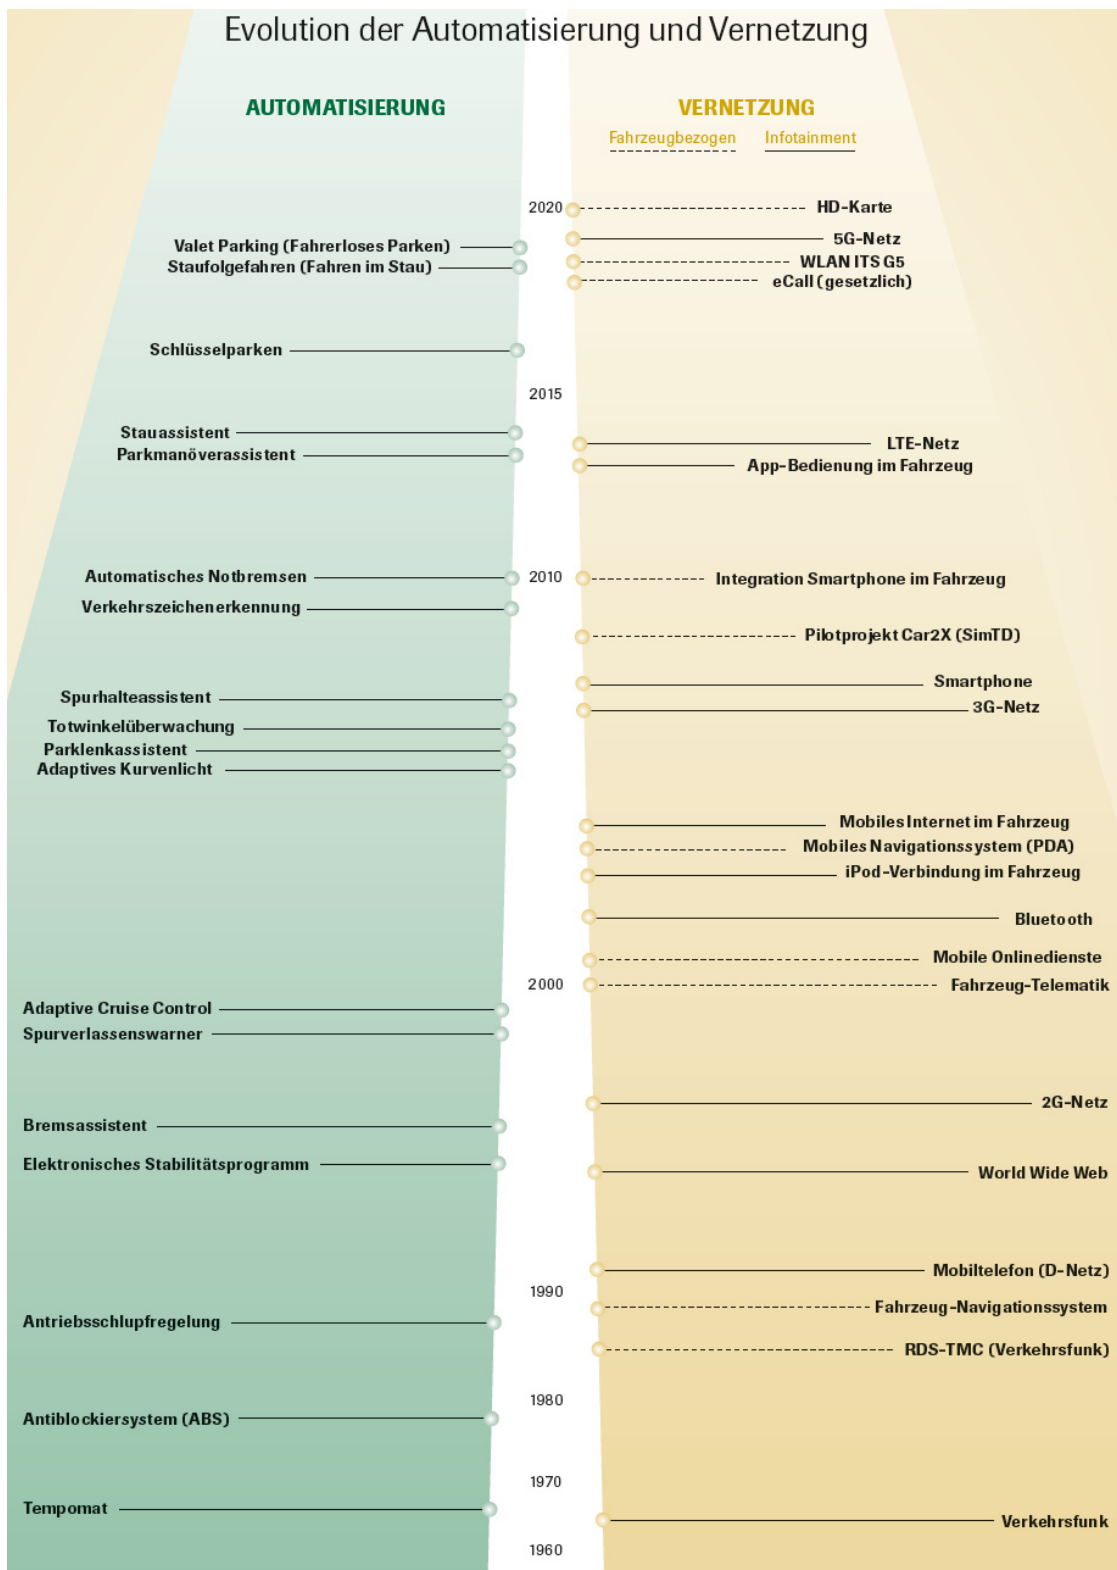 Evolution der Automatisierung und Vernetzung
AUTOMATISIERUNG
VERNETZUNG
Fahrzeugbezogen
Infotainment
2020
HD-Karte
5G-Netz
Valet Parking (Fahrerloses Parken)
WLAN ITS G5
Staufolgefahren (Fahren im Stau)
eCall (gesetzlich)
Schlüsselparken
2015
Stauassistent
LTE-Netz
Parkmanöverassistent
App-Bedienung im Fahrzeug
Automatisches Notbremsen
2010
Integration Smartphone im Fahrzeug
Verkehrszeichenerkennung
Pilotprojekt Car2X (SimTD)
Smartphone
Spurhalteassistent
3G-Netz
Totwinkelüberwachung
Parklenkassistent
Adaptives Kurvenlicht
Mobiles Internet im Fahrzeug
Mobiles Navigationssystem (PDA)
iPod-Verbindung im Fahrzeug
Bluetooth
Mobile Onlinedienste
2000
Fahrzeug-Telematik
Adaptive Cruise Control
Spurverlassenswarner
2G-Netz
Bremsassistent
Elektronisches Stabilitätsprogramm
World Wide Web
Mobiltelefon (D-Netz)
1990
Fahrzeug-Navigationssystem
Antriebsschlupfregelung
RDS-TMC (Verkehrsfunk)
1980
Antiblockiersystem (ABS)
1970
Tempomat
Verkehrsfunk
1960